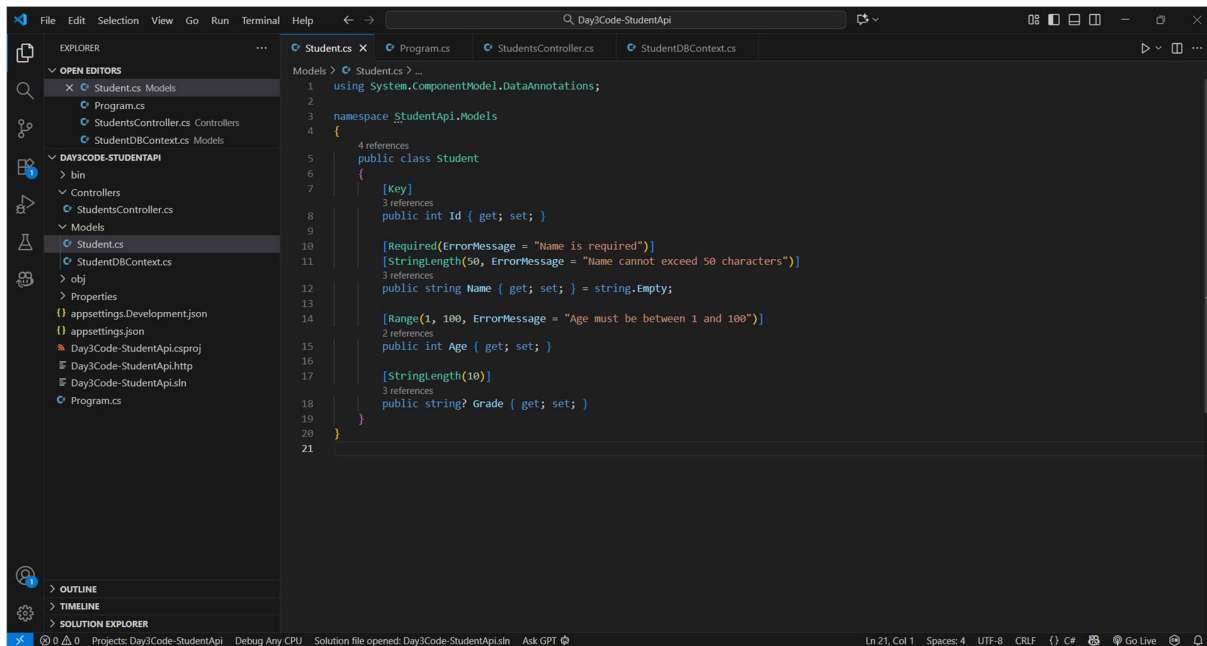 File Edit Selection View Go Run Terminal Help
Day3Code-StudentApi
EXPLORER
OPEN EDITORS
Student.cs Models
Program.cs
StudentsController.cs Controllers
StudentDBContext.cs Models
DAY3CODE-STUDENTAPI
bin
Controllers
StudentsController.cs
Models
Student.cs
StudentDBContext.cs
obj
Properties
appsettings.Development.json
appsettings.json
Day3Code-StudentApi.csproj
Day3Code-StudentApi.http
Day3Code-StudentApi.sln
Program.cs
OUTLINE
TIMELINE
SOLUTION EXPLORER
Student.cs Program.cs StudentsController.cs StudentDBContext.cs
Models > Student.cs > ...
1 using System.ComponentModel.DataAnnotations;
2
3 namespace StudentApi.Models
4 {
4 references
5 public class Student
6 {
7 [Key]
3 references
8 public int Id { get; set; }
9
10 [Required(ErrorMessage = "Name is required")]
11 [StringLength(50, ErrorMessage = "Name cannot exceed 50 characters")]
3 references
12 public string Name { get; set; } = string.Empty;
13
14 [Range(1, 100, ErrorMessage = "Age must be between 1 and 100")]
2 references
15 public int Age { get; set; }
16
17 [StringLength(10)]
3 references
18 public string? Grade { get; set; }
19 }
20 }
21
0 0 Projects: Day3Code-StudentApi Debug Any CPU Solution file opened: Day3Code-StudentApi.sln Ask GPT Ln 21, Col 1 Spaces: 4 UTF-8 CRLF {} C# Go Live